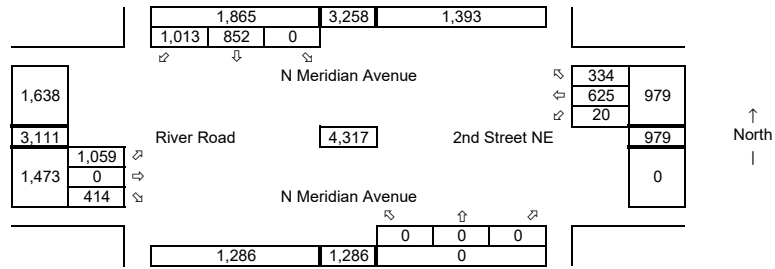 1,865 3,258 1,393
1,013 852 0
⬃ ⇩ ⬂
N Meridian Avenue
⬁ 334
1,638 ⇦ 625 979
⬃ 20
↑
3,111 River Road 4,317 2nd Street NE 979 North
1,059 ⬀
|
1,473 0 ⇨ 0
414 ⬂ N Meridian Avenue
⬁ ⇧ ⬀
0 0 0
1,286 1,286 0